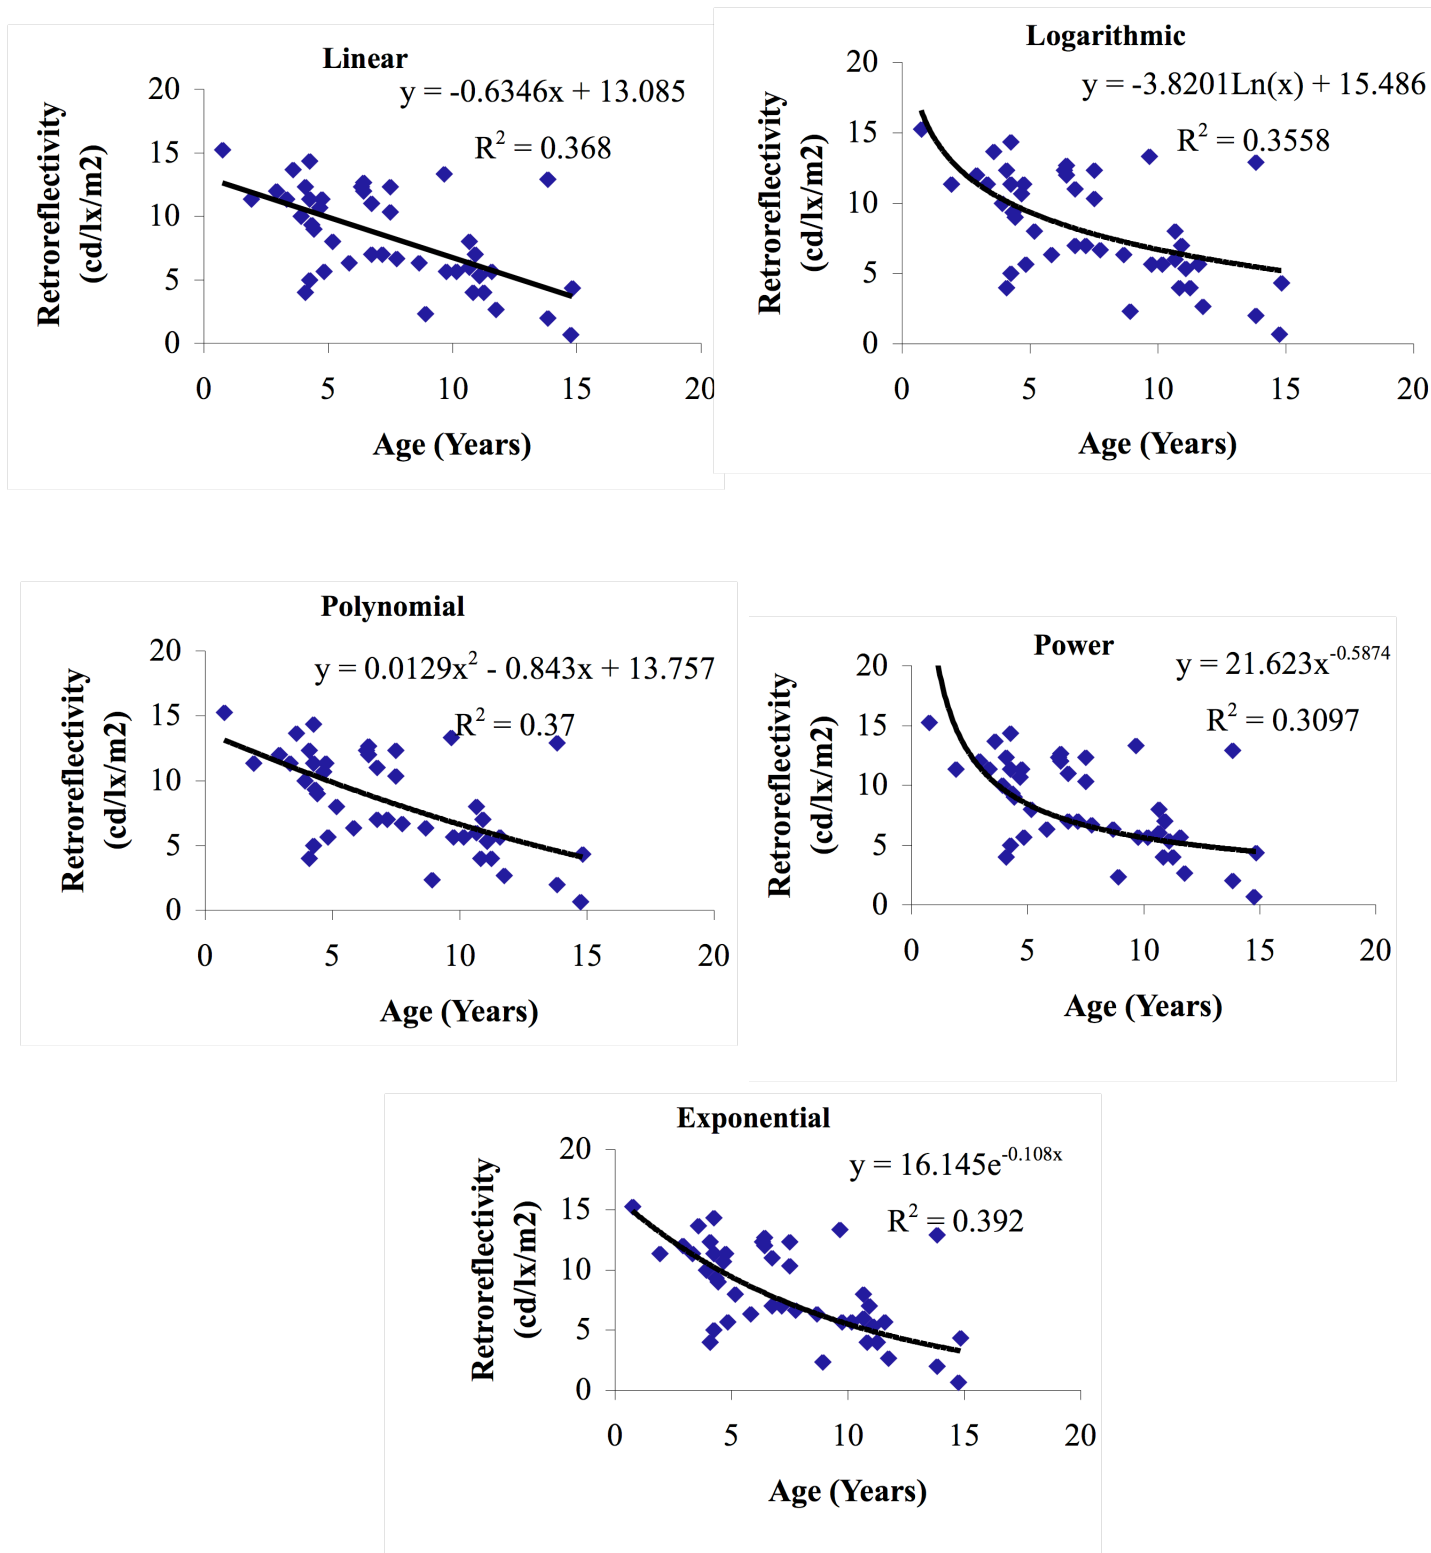 Linear
y = -0.6346x + 13.085
R² = 0.368
Retroreflectivity
(cd/lx/m2)
20
15
10
5
0
0 5 10 15 20
Age (Years)
Logarithmic
y = -3.8201Ln(x) + 15.486
R² = 0.3558
Retroreflectivity
(cd/lx/m2)
20
15
10
5
0
0 5 10 15 20
Age (Years)
Polynomial
y = 0.0129x² - 0.843x + 13.757
R² = 0.37
Retroreflectivity
(cd/lx/m2)
20
15
10
5
0
0 5 10 15 20
Age (Years)
Power
y = 21.623x⁻⁰·⁵⁸⁷⁴
R² = 0.3097
Retroreflectivity
(cd/lx/m2)
20
15
10
5
0
0 5 10 15 20
Age (Years)
Exponential
y = 16.145e⁻⁰·¹⁰⁸ˣ
R² = 0.392
Retroreflectivity
(cd/lx/m2)
20
15
10
5
0
0 5 10 15 20
Age (Years)